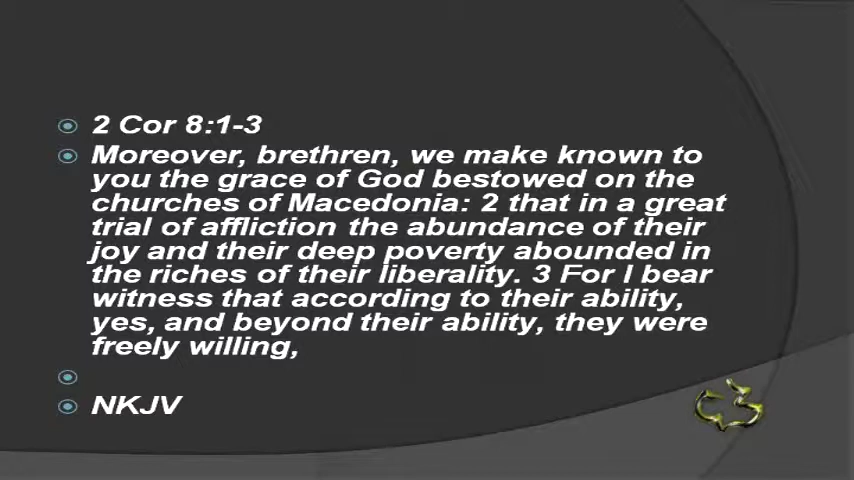 2 Cor 8:1-3
Moreover, brethren, we make known to
you the grace of God bestowed on the
churches of Macedonia: 2 that in a great
trial of affliction the abundance of their
joy and their deep poverty abounded in
the riches of their liberality. 3 For I bear
witness that according to their ability,
yes, and beyond their ability, they were
freely willing,
NKJV